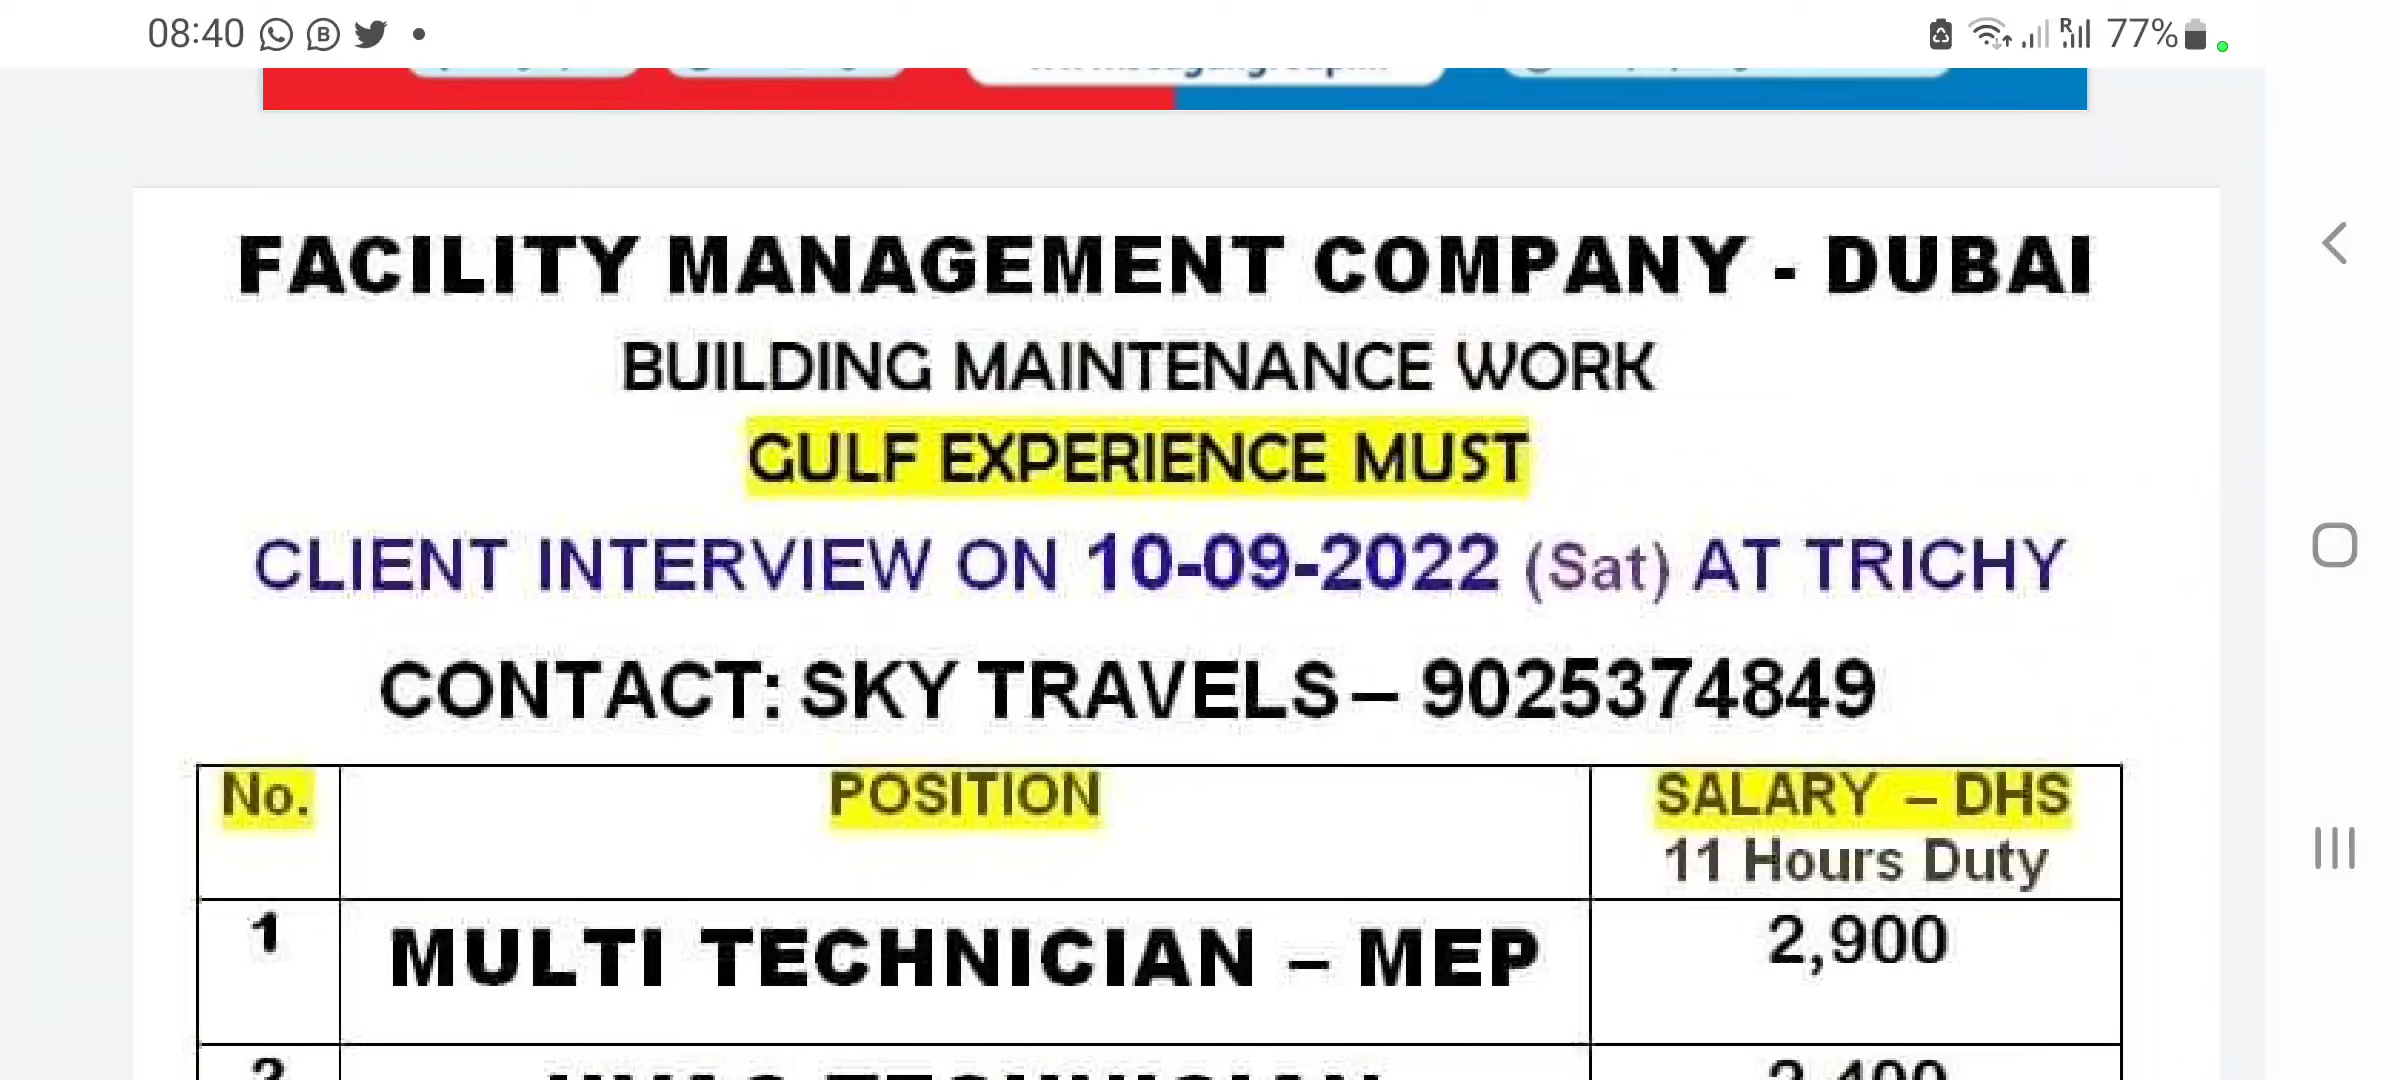 08:40
77%
FACILITY MANAGEMENT COMPANY - DUBAI
BUILDING MAINTENANCE WORK
GULF EXPERIENCE MUST
CLIENT INTERVIEW ON 10-09-2022 (Sat) AT TRICHY
CONTACT: SKY TRAVELS – 9025374849
No. POSITION SALARY – DHS
11 Hours Duty
1 MULTI TECHNICIAN – MEP 2,900